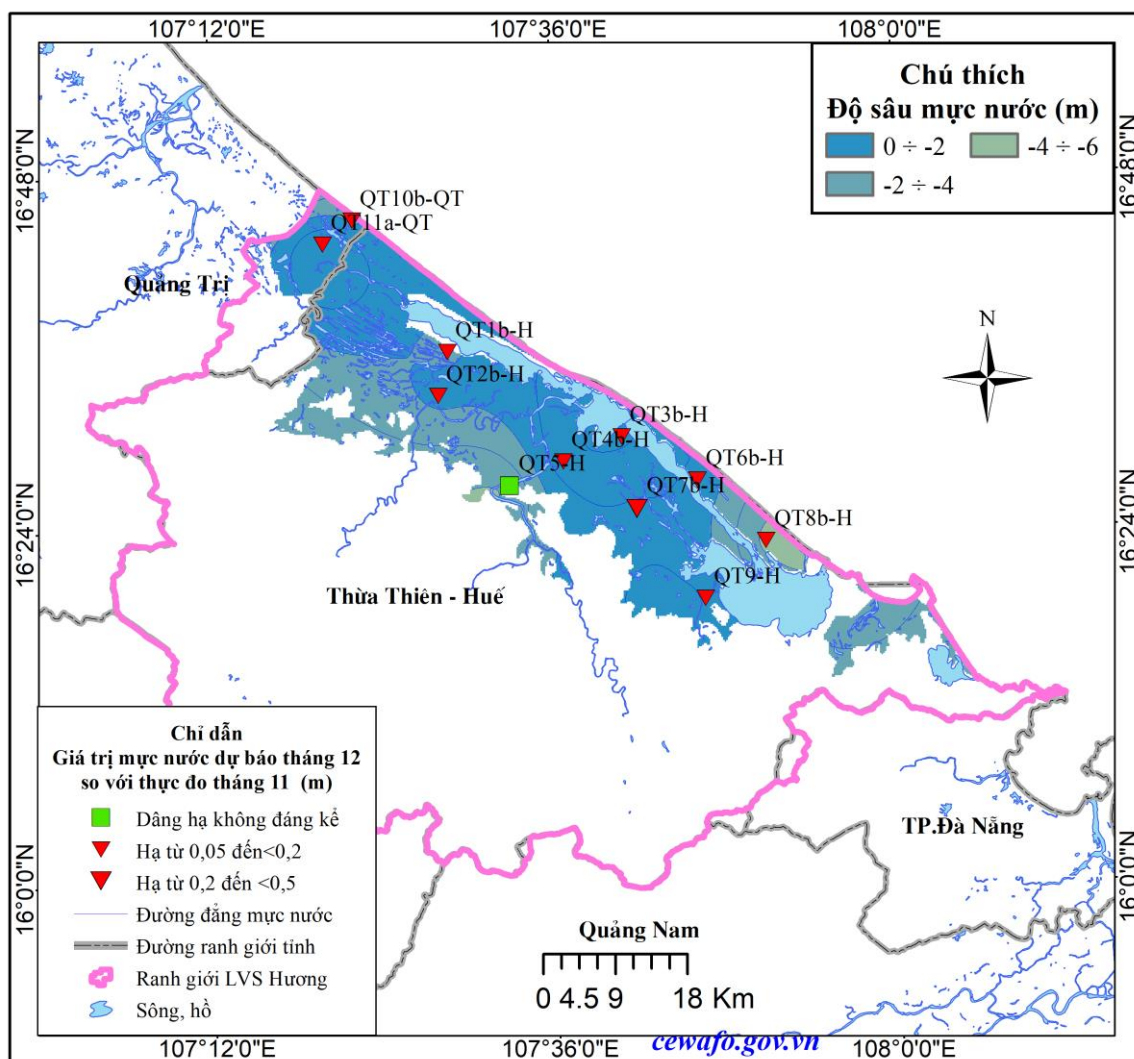 107°12'0"E
107°36'0"E
108°0'0"E
Chú thích
Độ sâu mực nước (m)
0 ÷ -2
-4 ÷ -6
-2 ÷ -4
16°48'0"N
16°48'0"N
QT10b-QT
QT11a-QT
Quảng Trị
QT1b-H
N
QT2b-H
QT3b-H
QT4b-H
QT5-H
QT6b-H
QT7b-H
QT8b-H
16°24'0"N
16°24'0"N
QT9-H
Thừa Thiên - Huế
Chỉ dẫn
Giá trị mực nước dự báo tháng 12
so với thực đo tháng 11 (m)
Dâng hạ không đáng kể
Hạ từ 0,05 đến<0,2
Hạ từ 0,2 đến <0,5
Đường đẳng mực nước
Đường ranh giới tỉnh
Ranh giới LVS Hương
Sông, hồ
TP.Đà Nẵng
16°0'0"N
16°0'0"N
Quảng Nam
0 4.5 9 18 Km
cewafo.gov.vn
107°12'0"E
107°36'0"E
108°0'0"E